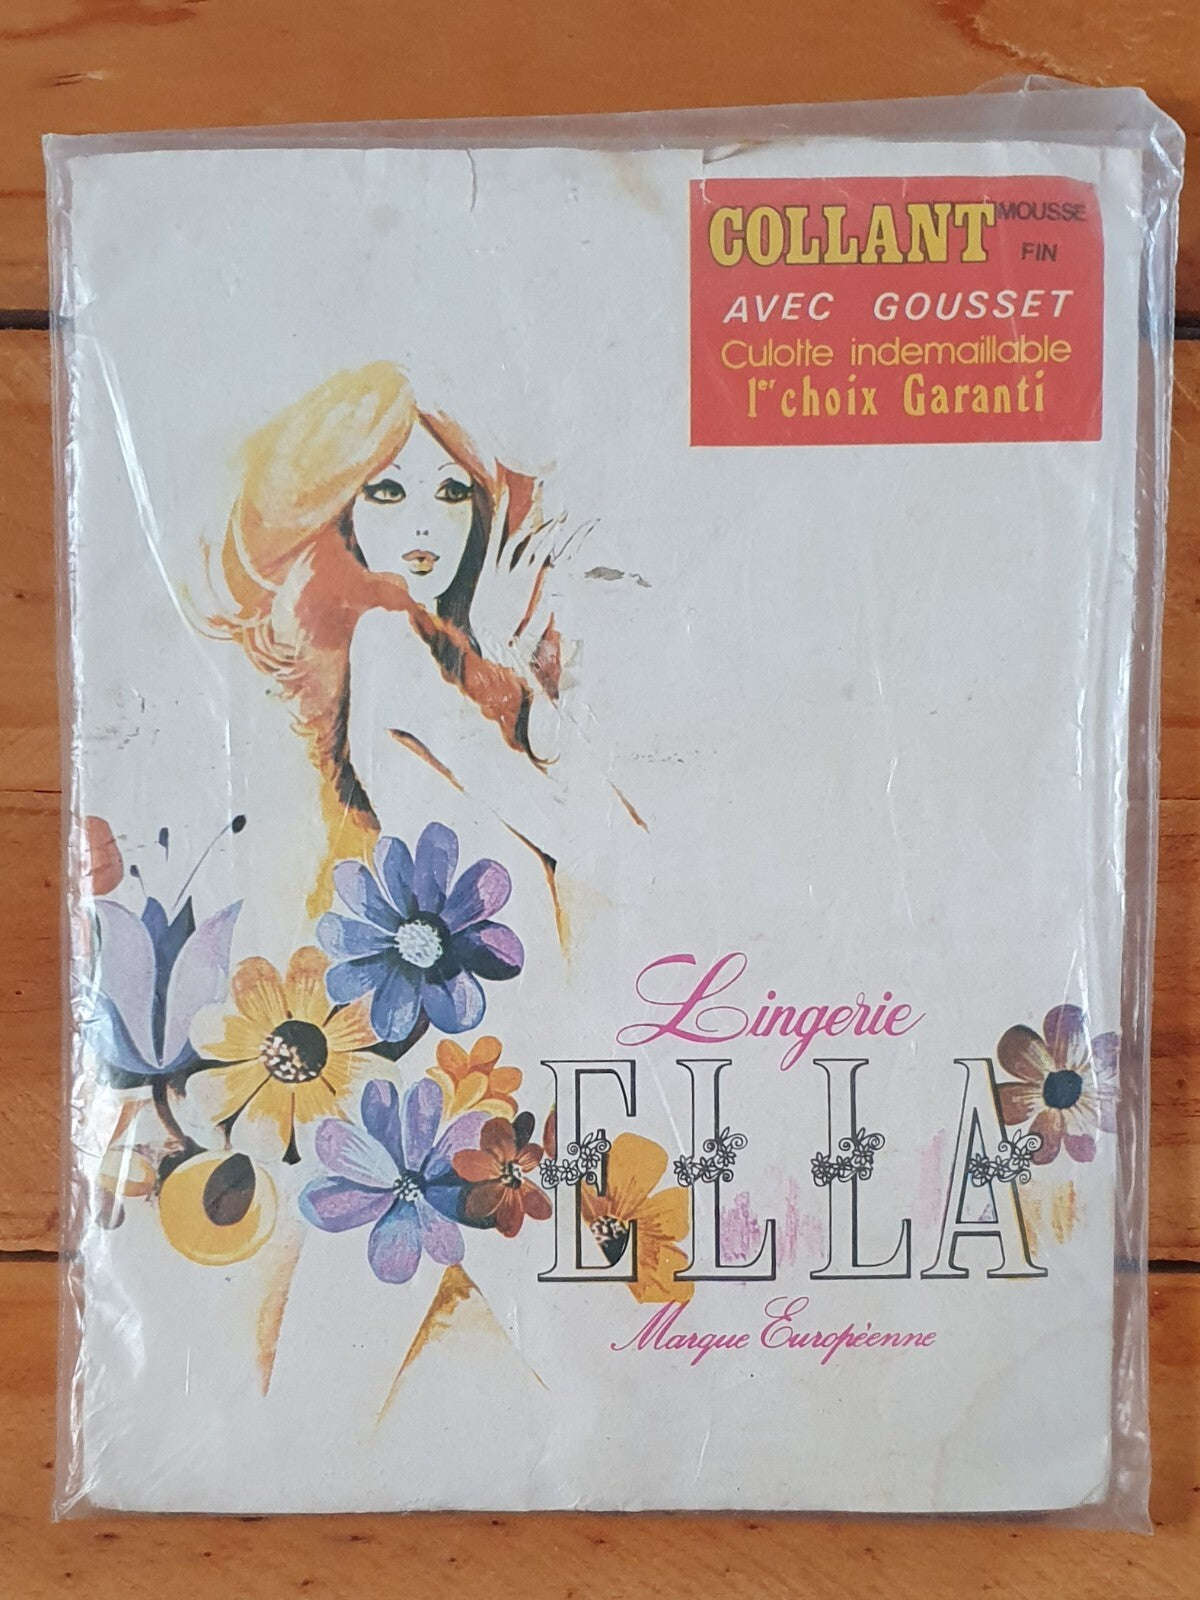 COLLANT MOUSSE
FIN
AVEC GOUSSET
Culotte indemaillable
1er choix Garanti
Lingerie
ELLA
Marque Européenne